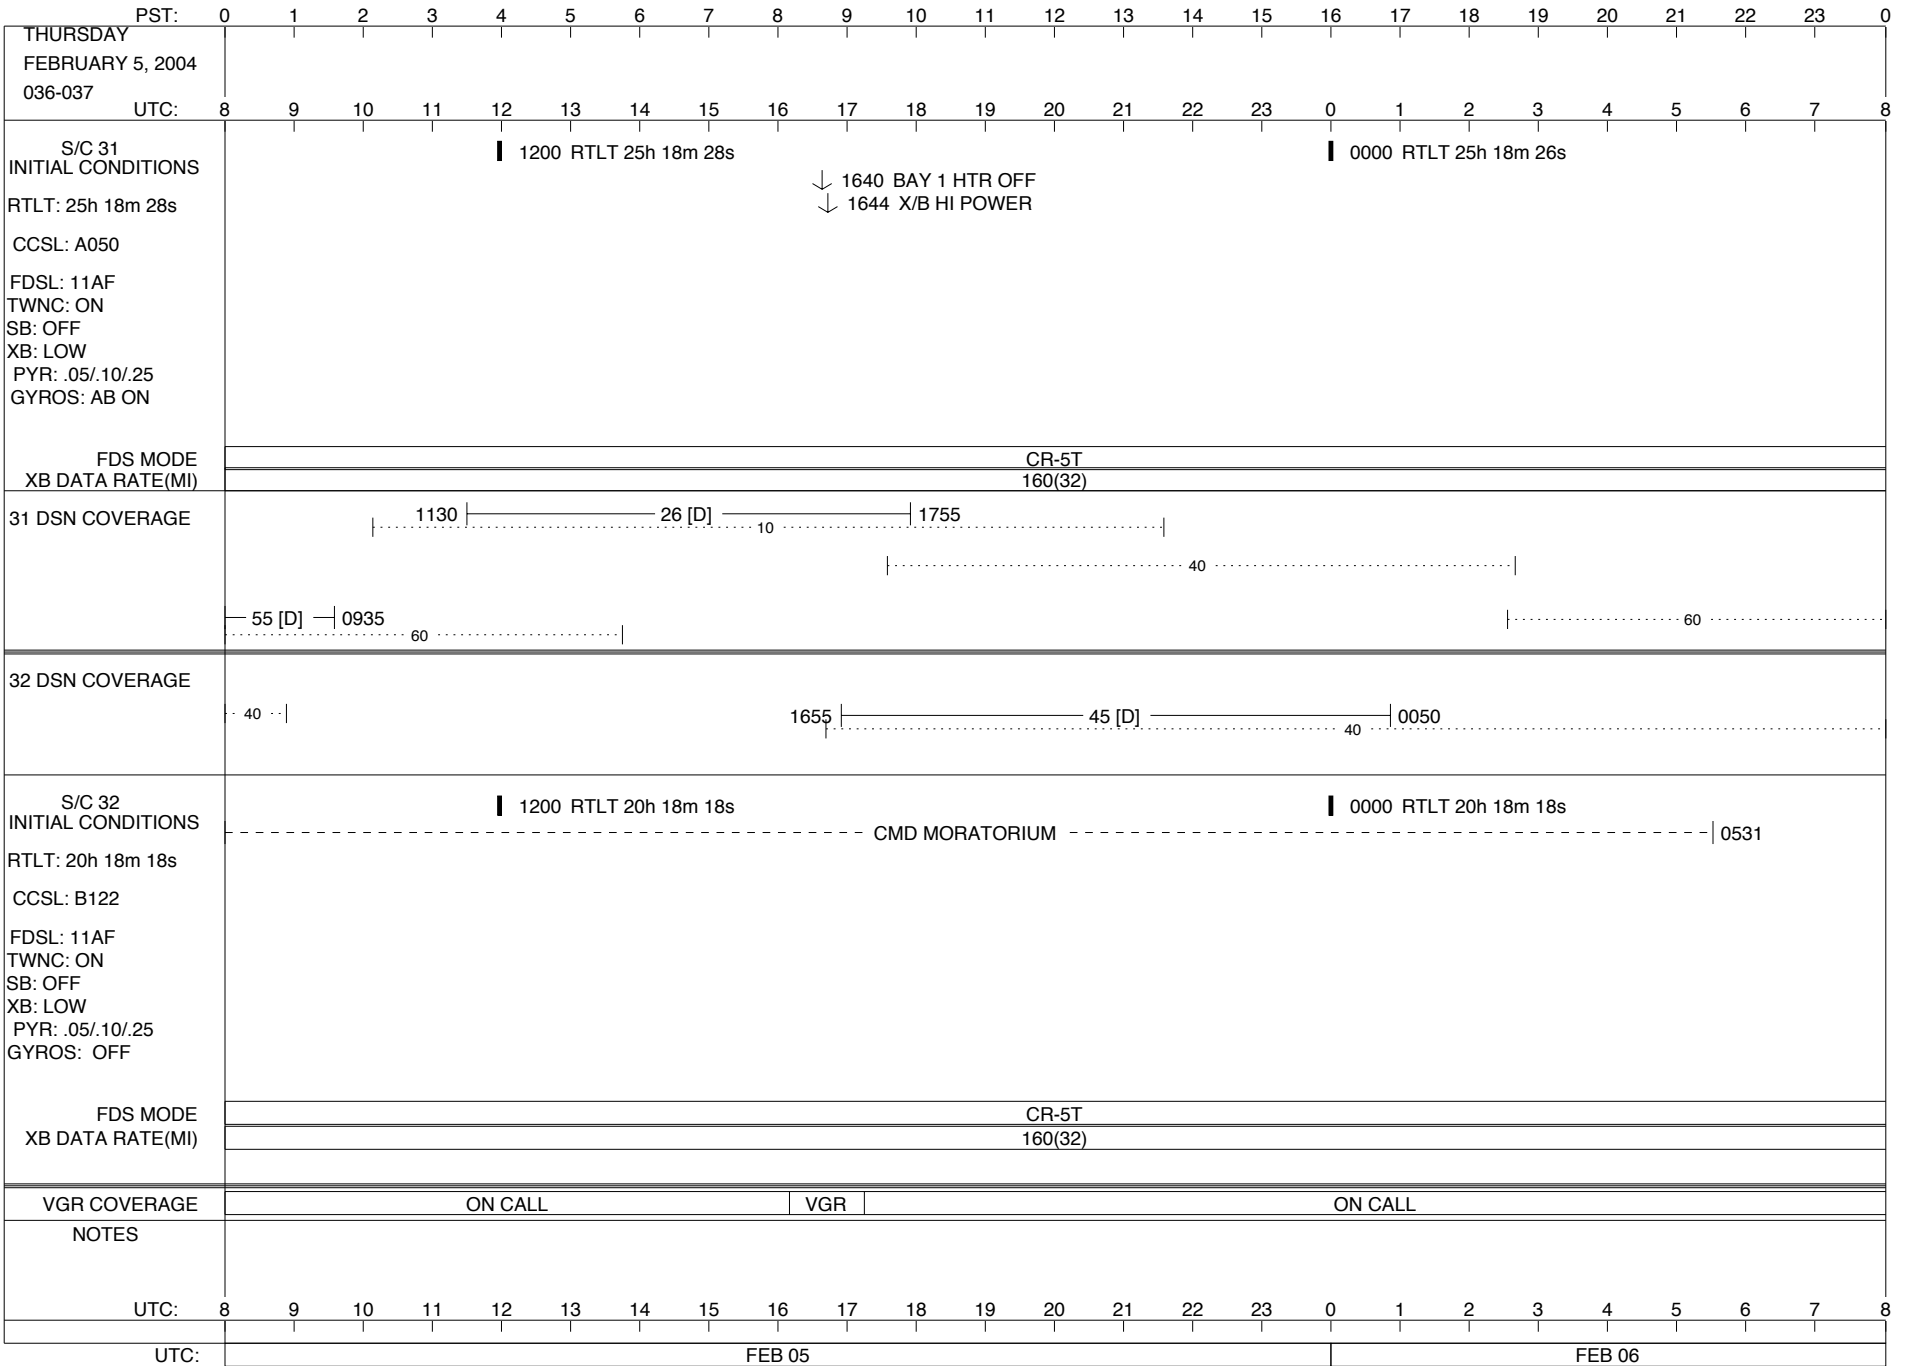 PST: 0 1 2 3 4 5 6 7 8 9 10 11 12 13 14 15 16 17 18 19 20 21 22 23 0
THURSDAY
FEBRUARY 5, 2004
036-037
UTC: 8 9 10 11 12 13 14 15 16 17 18 19 20 21 22 23 0 1 2 3 4 5 6 7 8
S/C 31
INITIAL CONDITIONS
1200 RTLT 25h 18m 28s
0000 RTLT 25h 18m 26s
1640 BAY 1 HTR OFF
1644 X/B HI POWER
RTLT: 25h 18m 28s
CCSL: A050
FDSL: 11AF
TWNC: ON
SB: OFF
XB: LOW
PYR: .05/.10/.25
GYROS: AB ON
FDS MODE CR-5T
XB DATA RATE(MI) 160(32)
31 DSN COVERAGE
1130 26 [D] 1755
10
40
55 [D] 0935
60
60
32 DSN COVERAGE
40
1655 45 [D] 0050
40
S/C 32
INITIAL CONDITIONS
1200 RTLT 20h 18m 18s
0000 RTLT 20h 18m 18s
CMD MORATORIUM 0531
RTLT: 20h 18m 18s
CCSL: B122
FDSL: 11AF
TWNC: ON
SB: OFF
XB: LOW
PYR: .05/.10/.25
GYROS: OFF
FDS MODE CR-5T
XB DATA RATE(MI) 160(32)
VGR COVERAGE ON CALL VGR ON CALL
NOTES
UTC: 8 9 10 11 12 13 14 15 16 17 18 19 20 21 22 23 0 1 2 3 4 5 6 7 8
UTC: FEB 05 FEB 06